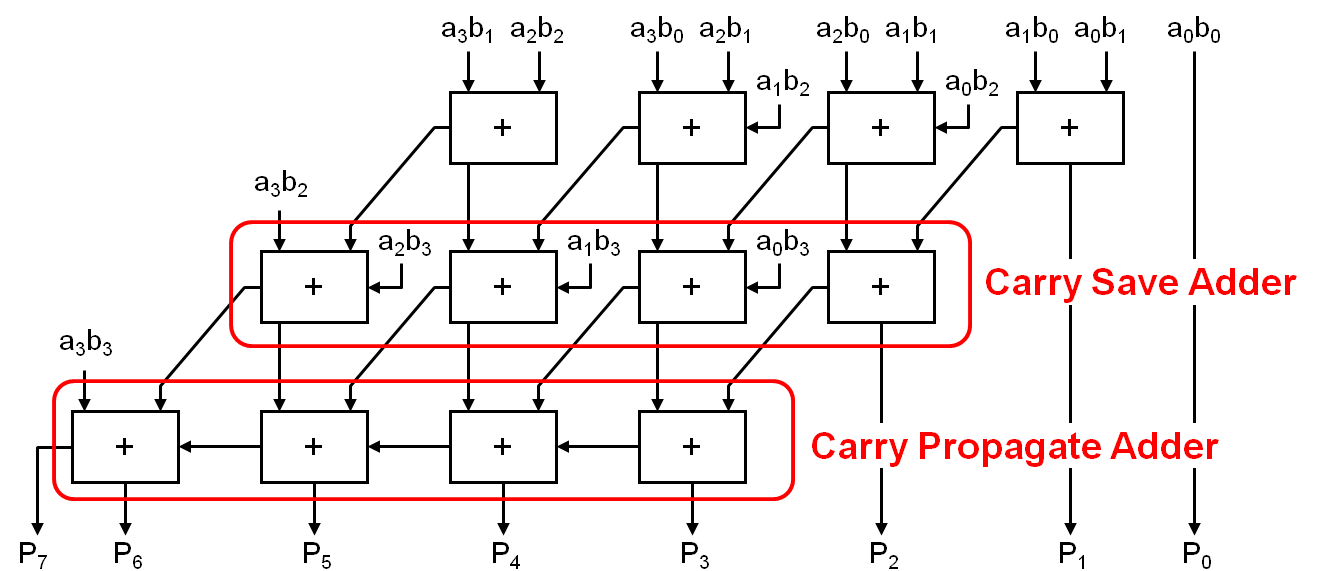 a₃b₁ a₂b₂ a₃b₀ a₂b₁ a₂b₀ a₁b₁ a₁b₀ a₀b₁ a₀b₀
a₁b₂ a₀b₂
+ + + +
a₃b₂
a₂b₃ a₁b₃ a₀b₃
+ + + + Carry Save Adder
a₃b₃
+ + + + Carry Propagate Adder
P₇ P₆ P₅ P₄ P₃ P₂ P₁ P₀